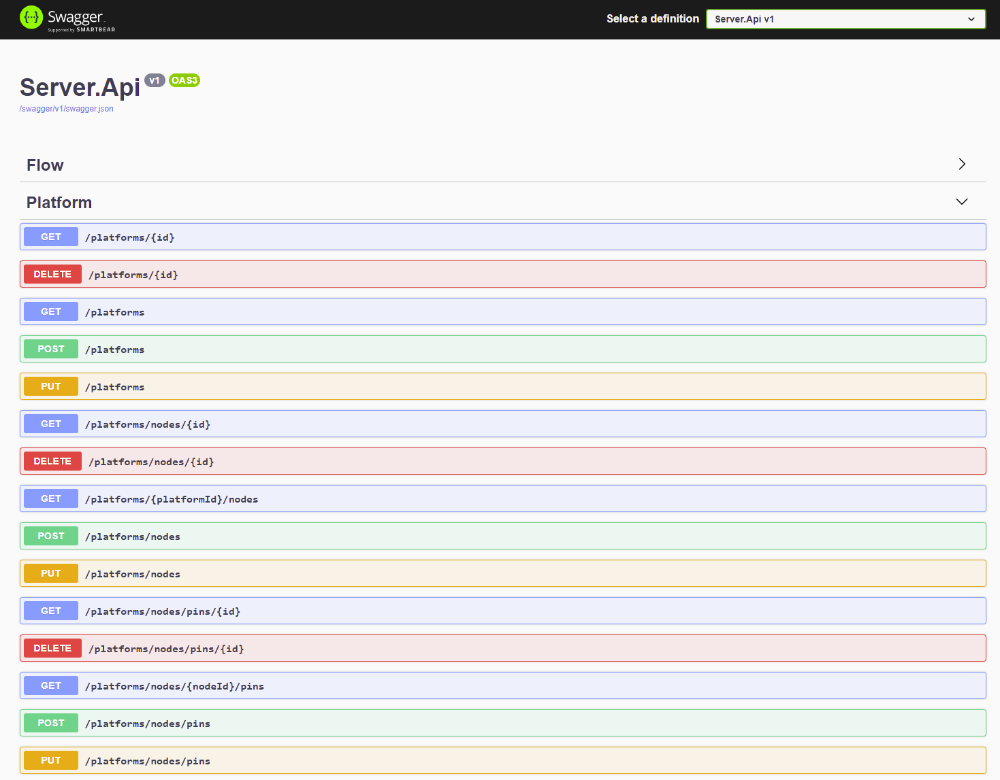 Swagger
Supported by SMARTBEAR
Select a definition
Server.Api v1
Server.Api v1 OAS3
/swagger/v1/swagger.json
Flow
Platform
GET /platforms/{id}
DELETE /platforms/{id}
GET /platforms
POST /platforms
PUT /platforms
GET /platforms/nodes/{id}
DELETE /platforms/nodes/{id}
GET /platforms/{platformId}/nodes
POST /platforms/nodes
PUT /platforms/nodes
GET /platforms/nodes/pins/{id}
DELETE /platforms/nodes/pins/{id}
GET /platforms/nodes/{nodeId}/pins
POST /platforms/nodes/pins
PUT /platforms/nodes/pins